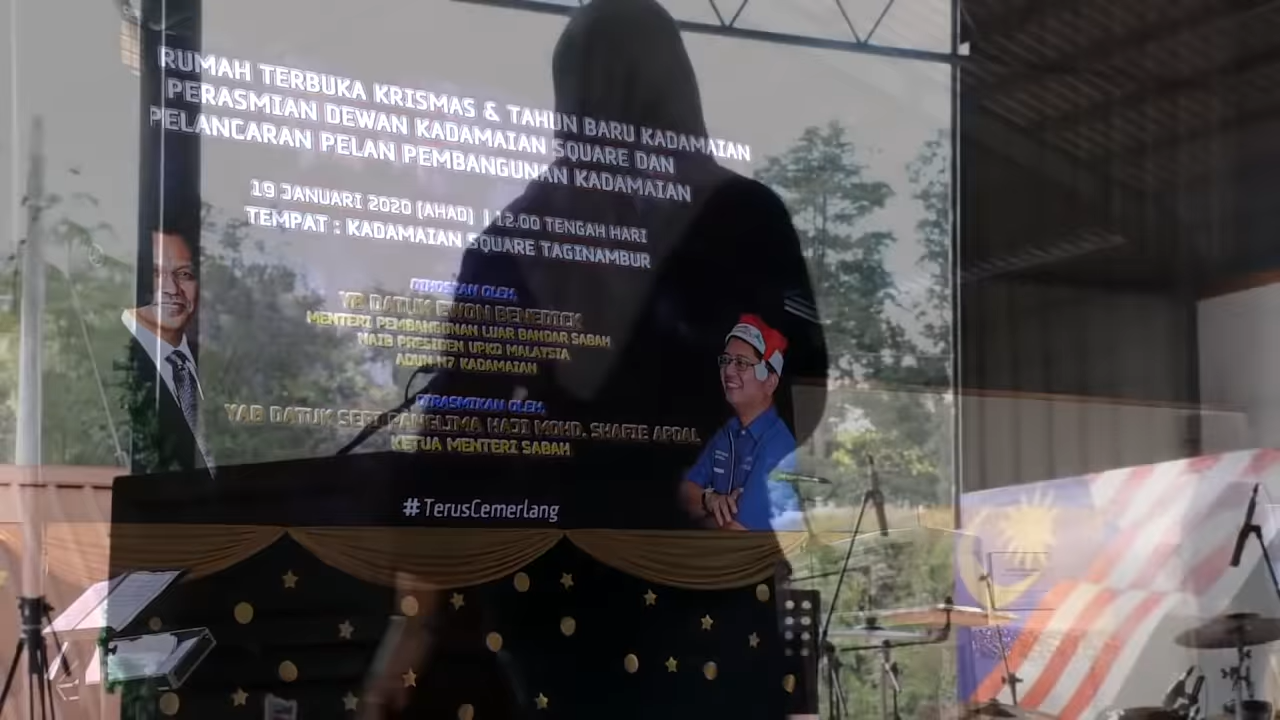 RUMAH TERBUKA KRISMAS & TAHUN BARU KADAMAIAN
PERASMIAN DEWAN KADAMAIAN SQUARE DAN
PELANCARAN PELAN PEMBANGUNAN KADAMAIAN
19 JANUARI 2020 (AHAD) | 12.00 TENGAH HARI
TEMPAT : KADAMAIAN SQUARE TAGINAMBUR
DIHOSKAN OLEH,
YB DATUK EWON BENEDICK
MENTERI PEMBANGUNAN LUAR BANDAR SABAH
NAIB PRESIDEN UPKO MALAYSIA
ADUN N7 KADAMAIAN
DIRASMIKAN OLEH,
YAB DATUK SERI PANGLIMA HAJI MOHD. SHAFIE APDAL
KETUA MENTERI SABAH
#TerusCemerlang